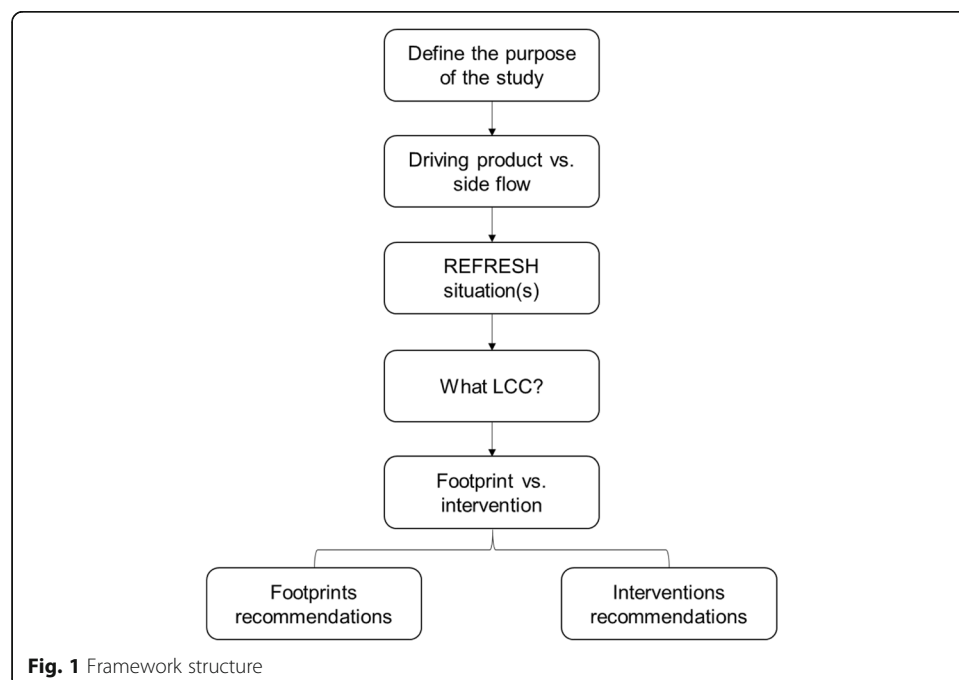 Define the purpose
of the study
Driving product vs.
side flow
REFRESH
situation(s)
What LCC?
Footprint vs.
intervention
Footprints
recommendations
Interventions
recommendations
Fig. 1 Framework structure